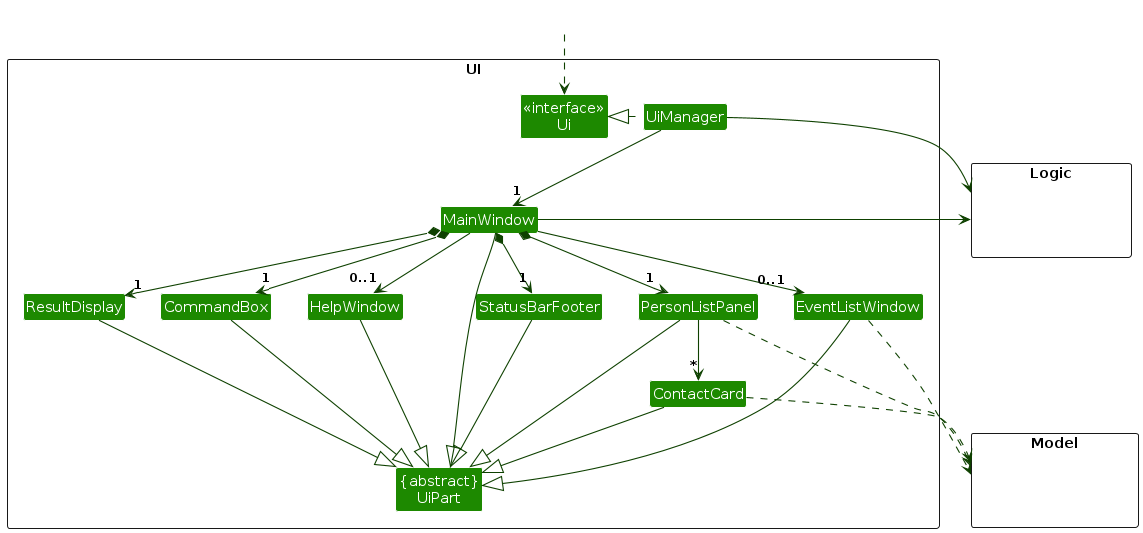 UI
«interface»
Ui
UiManager
Logic
1
MainWindow
1
1
0..1
1
1
0..1
ResultDisplay
CommandBox
HelpWindow
StatusBarFooter
PersonListPanel
EventListWindow
*
ContactCard
Model
{abstract}
UiPart